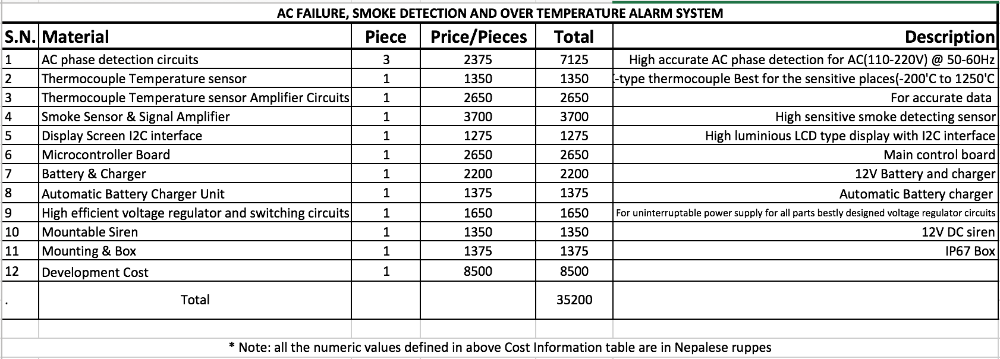 AC FAILURE, SMOKE DETECTION AND OVER TEMPERATURE ALARM SYSTEM
S.N. Material Piece Price/Pieces Total Description
1 AC phase detection circuits 3 2375 7125 High accurate AC phase detection for AC(110-220V) @ 50-60Hz
2 Thermocouple Temperature sensor 1 1350 1350 -type thermocouple Best for the sensitive places(-200'C to 1250'C
3 Thermocouple Temperature sensor Amplifier Circuits 1 2650 2650 For accurate data
4 Smoke Sensor & Signal Amplifier 1 3700 3700 High sensitive smoke detecting sensor
5 Display Screen I2C interface 1 1275 1275 High luminious LCD type display with I2C interface
6 Microcontroller Board 1 2650 2650 Main control board
7 Battery & Charger 1 2200 2200 12V Battery and charger
8 Automatic Battery Charger Unit 1 1375 1375 Automatic Battery charger
9 High efficient voltage regulator and switching circuits 1 1650 1650 For uninterruptable power supply for all parts bestly designed voltage regulator circuits
10 Mountable Siren 1 1350 1350 12V DC siren
11 Mounting & Box 1 1375 1375 IP67 Box
12 Development Cost 1 8500 8500
. Total 35200
* Note: all the numeric values defined in above Cost Information table are in Nepalese ruppes